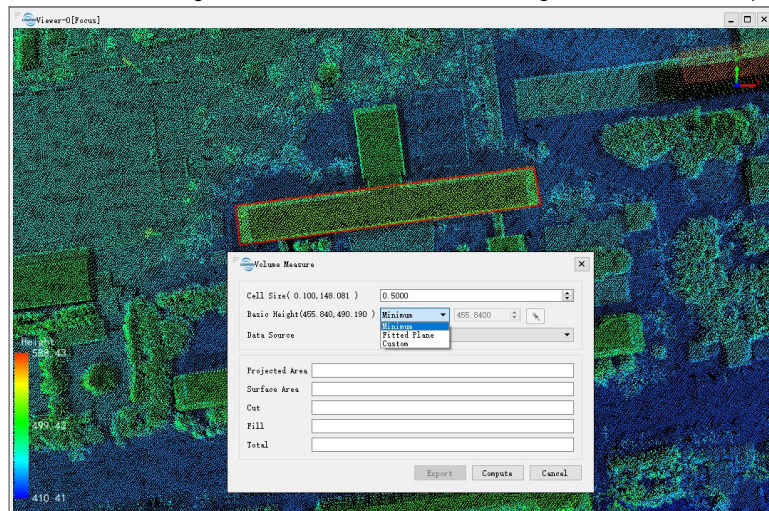 Viewer-0[Focus]
Volume Measure
Cell Size( 0.100,148.081 ) 0.5000
Basic Height(455.840,490.190 ) Minimum 455.8400
Minimum
Fitted Plane
Custom
Data Source
Projected Area
Surface Area
Cut
Fill
Total
Export Compute Cancel
Height
588.43
499.42
410.41